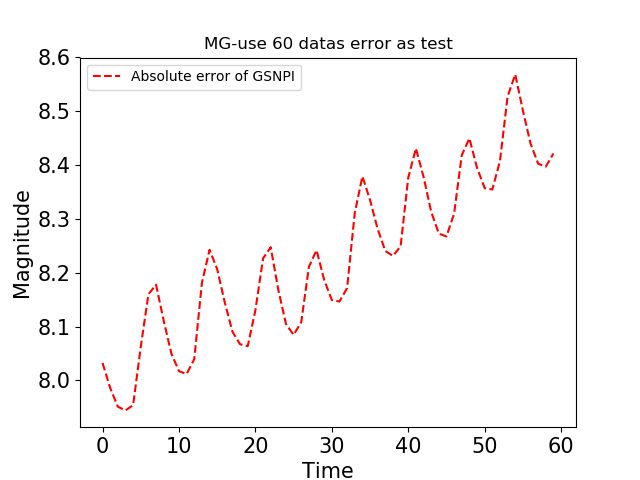 MG-use 60 datas error as test
Absolute error of GSNPI
8.6
8.5
8.4
8.3
8.2
8.1
8.0
Magnitude
0 10 20 30 40 50 60
Time